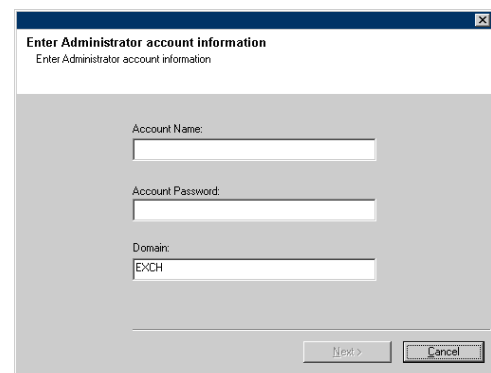 Enter Administrator account information
Enter Administrator account information
Account Name:
Account Password:
Domain:
EXCH
Next >
Cancel